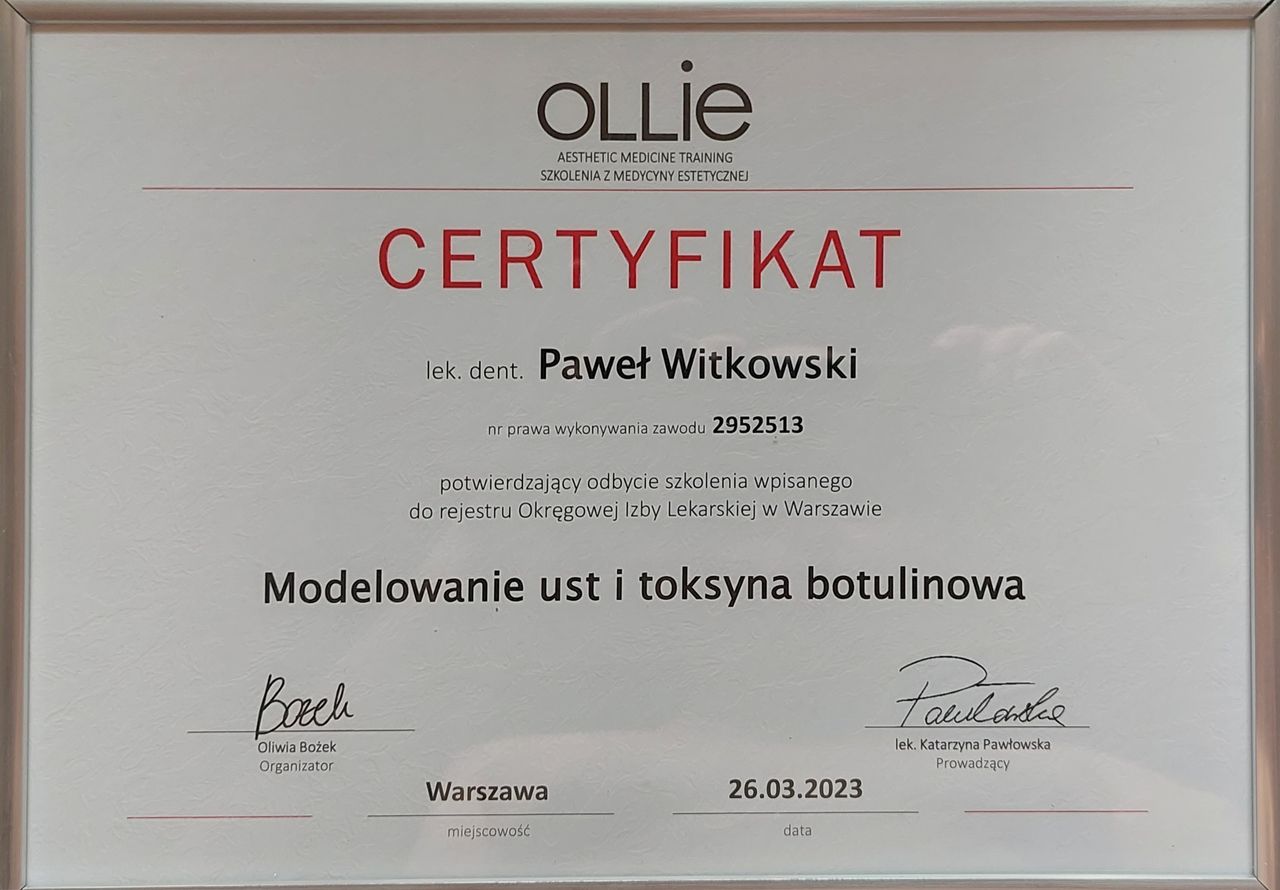 OLLie
AESTHETIC MEDICINE TRAINING
SZKOLENIA Z MEDYCYNY ESTETYCZNEJ
CERTYFIKAT
lek. dent. Paweł Witkowski
nr prawa wykonywania zawodu 2952513
potwierdzający odbycie szkolenia wpisanego
do rejestru Okręgowej Izby Lekarskiej w Warszawie
Modelowanie ust i toksyna botulinowa
Bożek Pawłowska
Oliwia Bożek lek. Katarzyna Pawłowska
Organizator Prowadzący
Warszawa 26.03.2023
miejscowość data